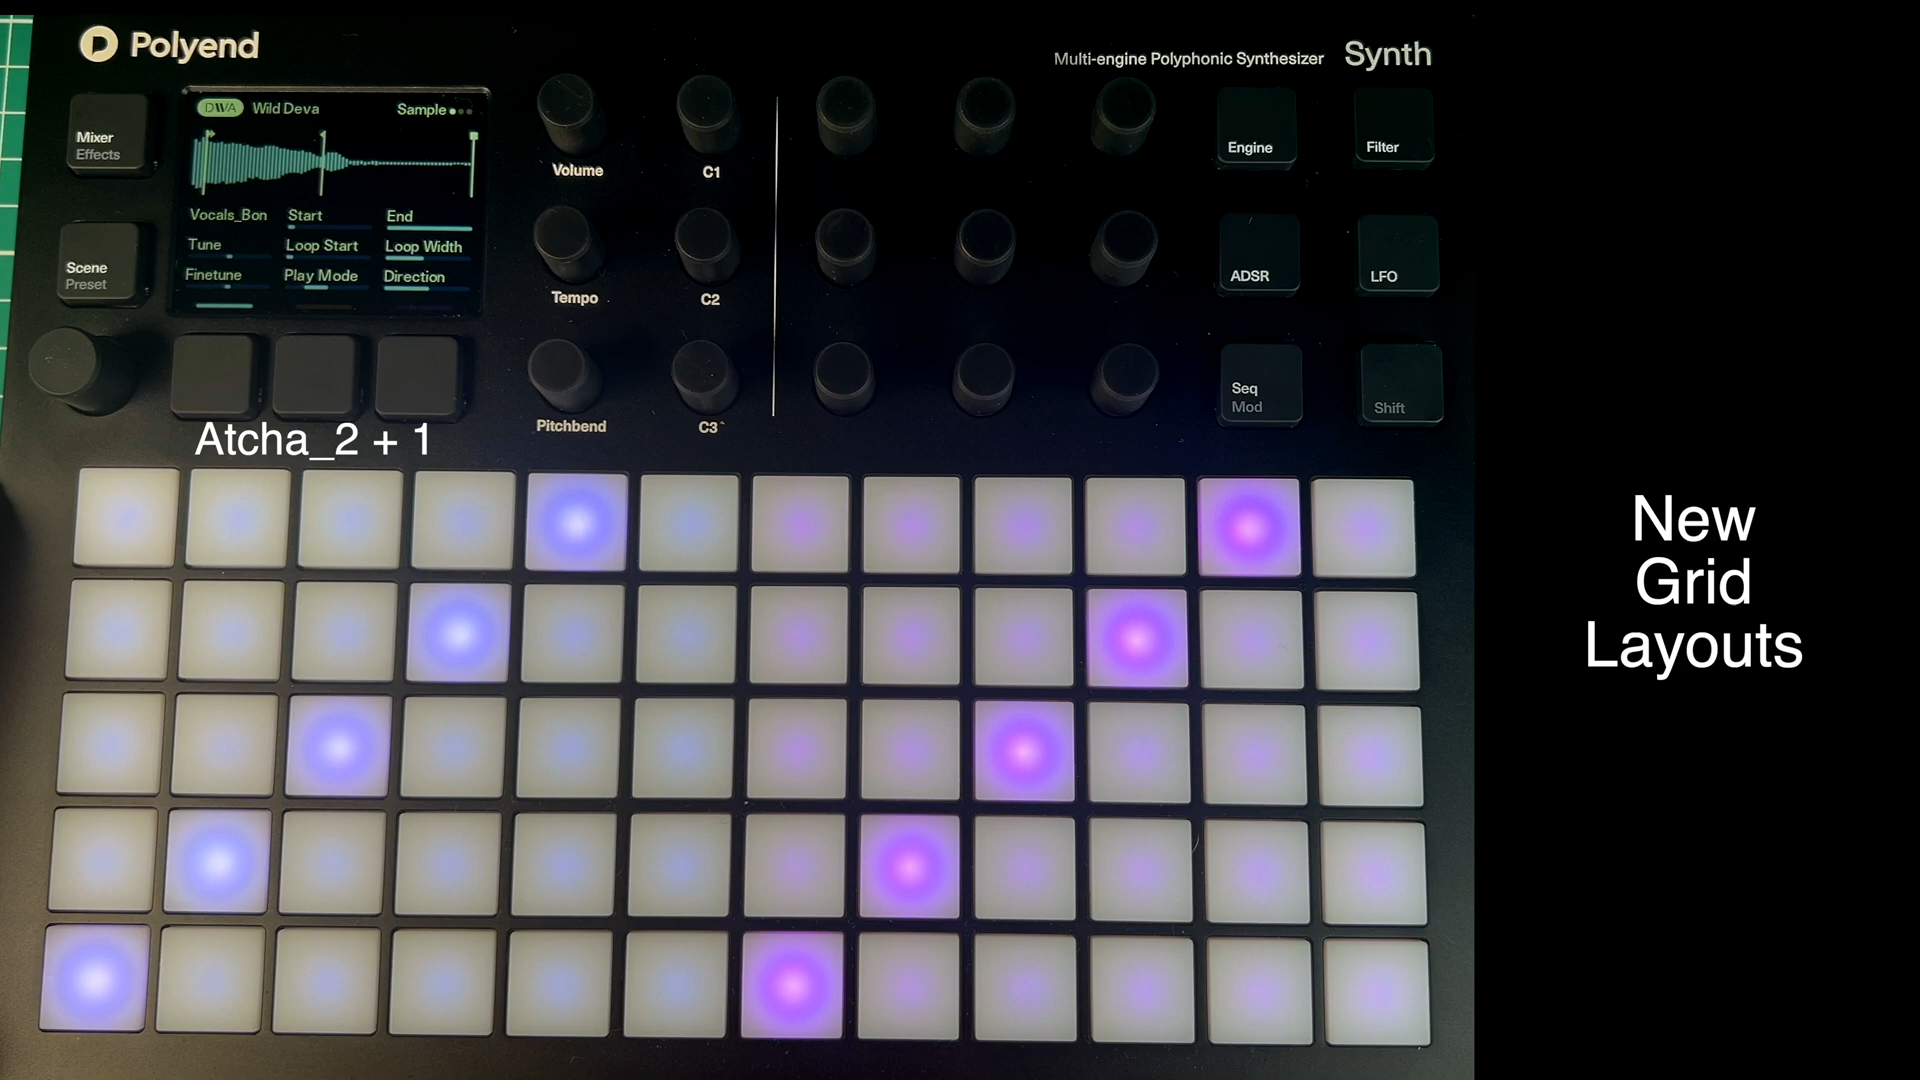 Polyend
Multi-engine Polyphonic Synthesizer Synth
Mixer
Effects
DWA Wild Deva Sample
Vocals_Bon Start End
Tune Loop Start Loop Width
Finetune Play Mode Direction
Scene
Preset
Volume C1
Tempo C2
Pitchbend C3
Engine Filter
ADSR LFO
Seq
Mod
Shift
Atcha_2 + 1
New
Grid
Layouts